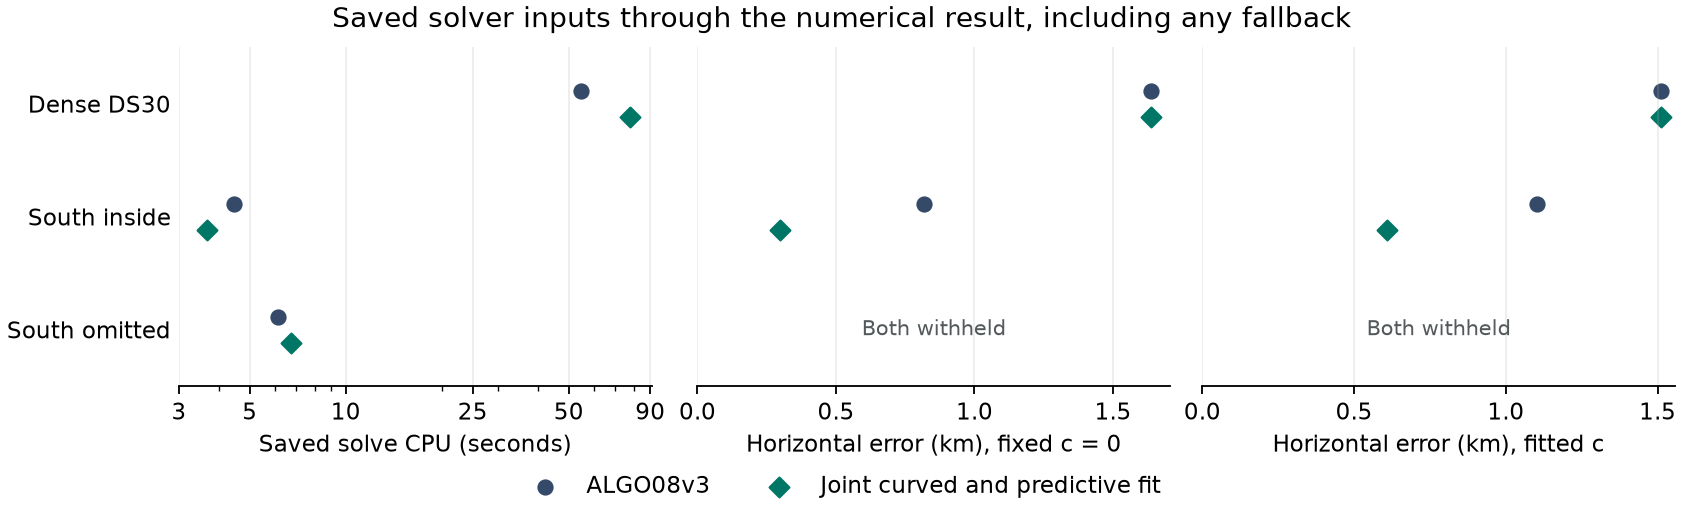 Saved solver inputs through the numerical result, including any fallback
Dense DS30
South inside
South omitted
Both withheld
Both withheld
3 5 10 25 50 90
0.0 0.5 1.0 1.5
0.0 0.5 1.0 1.5
Saved solve CPU (seconds)
Horizontal error (km), fixed c = 0
Horizontal error (km), fitted c
ALGO08v3
Joint curved and predictive fit